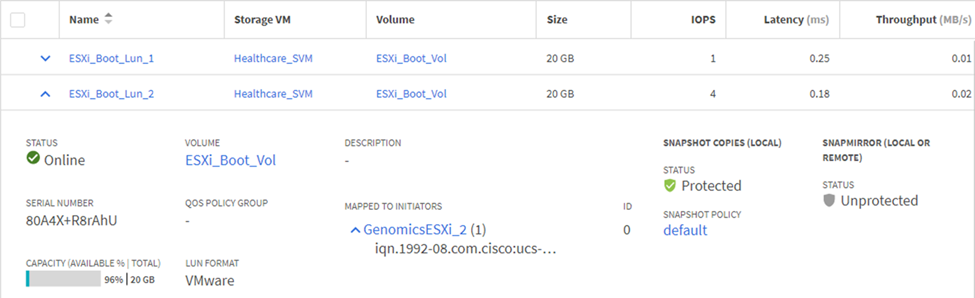 Name Storage VM Volume Size IOPS Latency (ms) Throughput (MB/s)
ESXi_Boot_Lun_1 Healthcare_SVM ESXi_Boot_Vol 20 GB 1 0.25 0.01
ESXi_Boot_Lun_2 Healthcare_SVM ESXi_Boot_Vol 20 GB 4 0.18 0.02
STATUS
Online
VOLUME
ESXi_Boot_Vol
DESCRIPTION
-
SNAPSHOT COPIES (LOCAL)
STATUS
Protected
SNAPSHOT POLICY
default
SNAPMIRROR (LOCAL OR
REMOTE)
STATUS
Unprotected
SERIAL NUMBER
80A4X+R8rAhU
QOS POLICY GROUP
-
MAPPED TO INITIATORS ID
GenomicsESXi_2 (1) 0
iqn.1992-08.com.cisco:ucs-...
CAPACITY (AVAILABLE % | TOTAL)
96% | 20 GB
LUN FORMAT
VMware